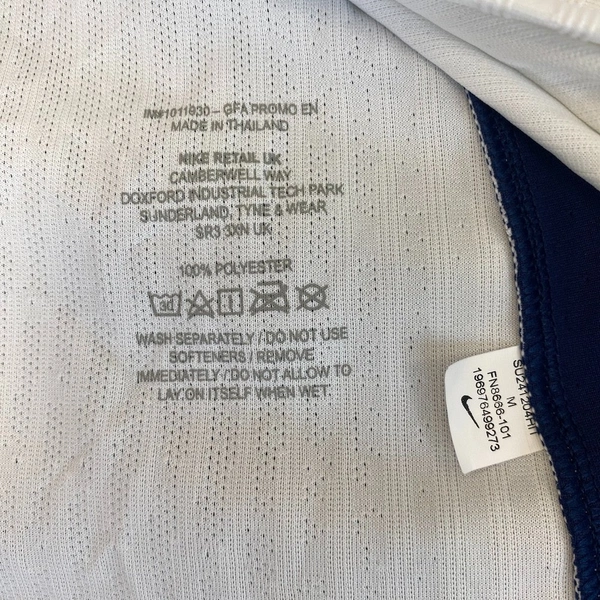 IN#1011930 - GFA PROMO EN
MADE IN THAILAND
NIKE RETAIL UK
CAMBERWELL WAY
DOXFORD INDUSTRIAL TECH PARK
SUNDERLAND, TYNE & WEAR
SR3 3XN UK
100% POLYESTER
WASH SEPARATELY / DO NOT USE
SOFTENERS / REMOVE
IMMEDIATELY / DO NOT ALLOW TO
LAY ON ITSELF WHEN WET
SU241204HIT
M
FN8666-101
196976499273